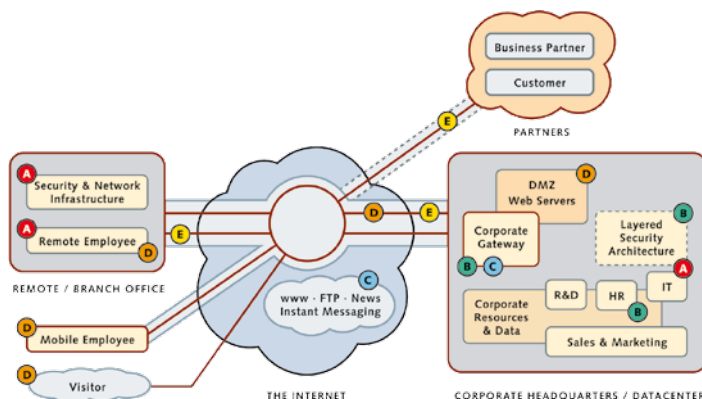 Business Partner
Customer
E
PARTNERS
A
Security & Network
Infrastructure
A
Remote Employee
D
E
REMOTE / BRANCH OFFICE
D
Mobile Employee
D
Visitor
D
E
C
www · FTP · News
Instant Messaging
THE INTERNET
D
DMZ
Web Servers
Corporate
Gateway
B
C
B
Layered
Security
Architecture
A
R&D
HR
IT
B
Corporate
Resources
& Data
Sales & Marketing
CORPORATE HEADQUARTERS / DATACENTER